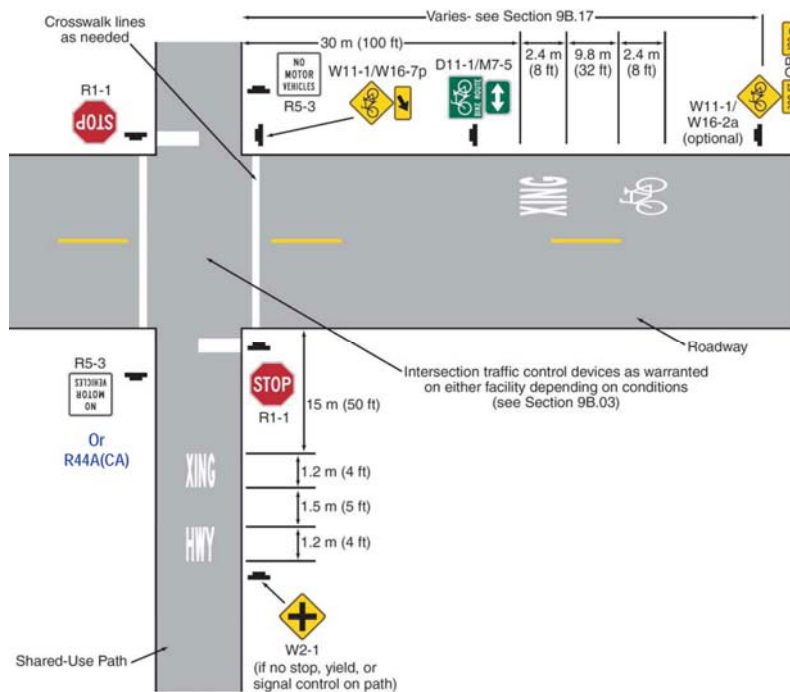 Varies- see Section 9B.17
Crosswalk lines
as needed
30 m (100 ft)
2.4 m
(8 ft)
9.8 m
(32 ft)
2.4 m
(8 ft)
NO
MOTOR
VEHICLES
R5-3
W11-1/W16-7p
D11-1/M7-5
BIKE ROUTE
R1-1
STOP
W11-1/
W16-2a
(optional)
OR
XING
Roadway
R5-3
NO
MOTOR
VEHICLES
Or
R44A(CA)
STOP
R1-1
Intersection traffic control devices as warranted
on either facility depending on conditions
(see Section 9B.03)
15 m (50 ft)
XING
1.2 m (4 ft)
1.5 m (5 ft)
HWY
1.2 m (4 ft)
W2-1
(if no stop, yield, or
signal control on path)
Shared-Use Path